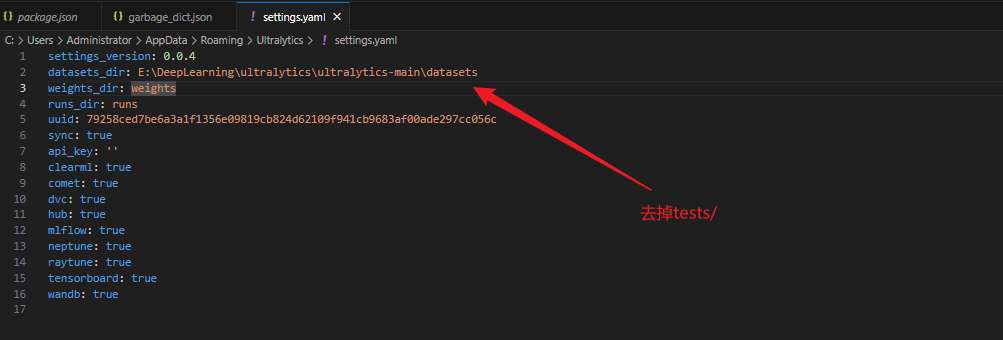 package.json garbage_dict.json settings.yaml
C: > Users > Administrator > AppData > Roaming > Ultralytics > settings.yaml
1 settings_version: 0.0.4
2 datasets_dir: E:\DeepLearning\ultralytics\ultralytics-main\datasets
3 weights_dir: weights
4 runs_dir: runs
5 uuid: 79258ced7be6a3a1f1356e09819cb824d62109f941cb9683af00ade297cc056c
6 sync: true
7 api_key: ''
8 clearml: true
9 comet: true
10 dvc: true
11 hub: true
去掉tests/
12 mlflow: true
13 neptune: true
14 raytune: true
15 tensorboard: true
16 wandb: true
17